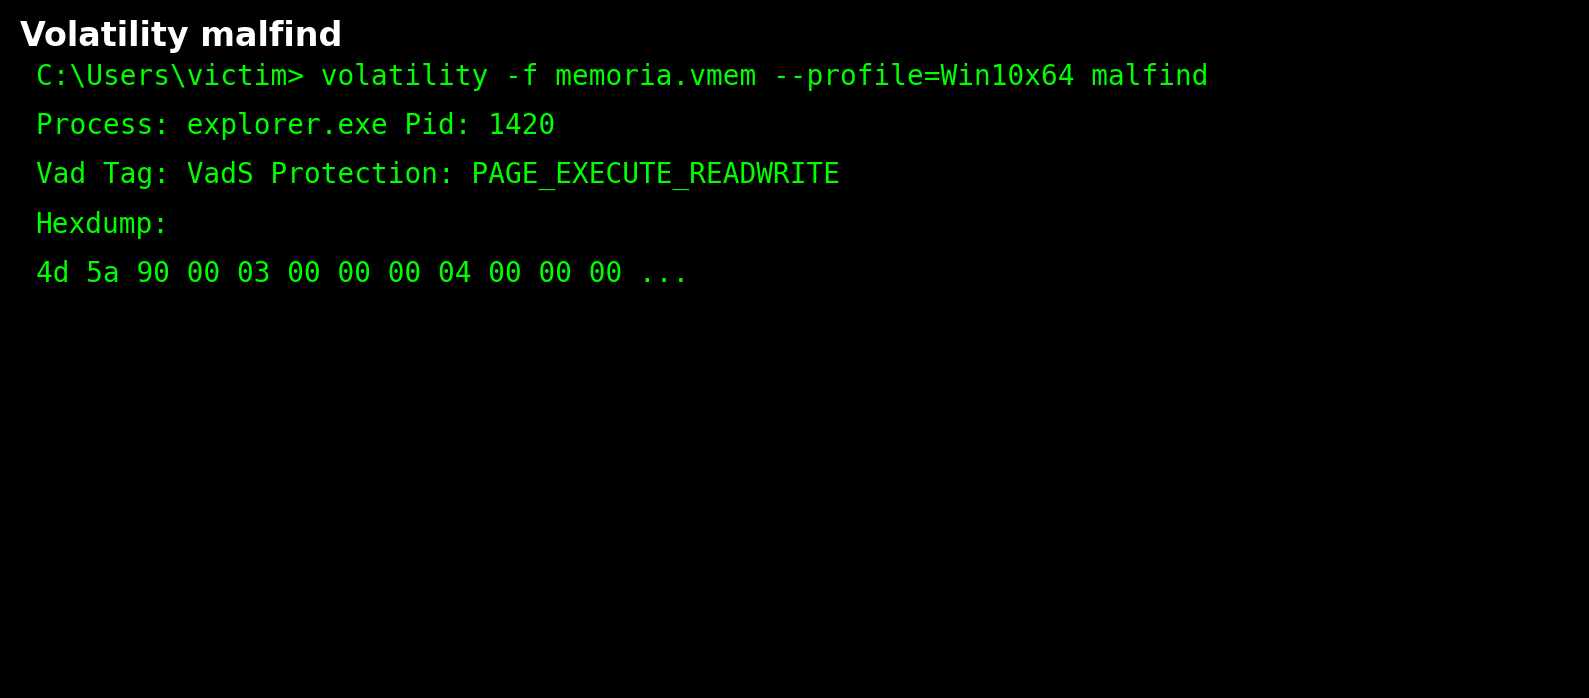 Volatility malfind
C:\Users\victim> volatility -f memoria.vmem --profile=Win10x64 malfind
Process: explorer.exe Pid: 1420
Vad Tag: VadS Protection: PAGE_EXECUTE_READWRITE
Hexdump:
4d 5a 90 00 03 00 00 00 04 00 00 00 ...